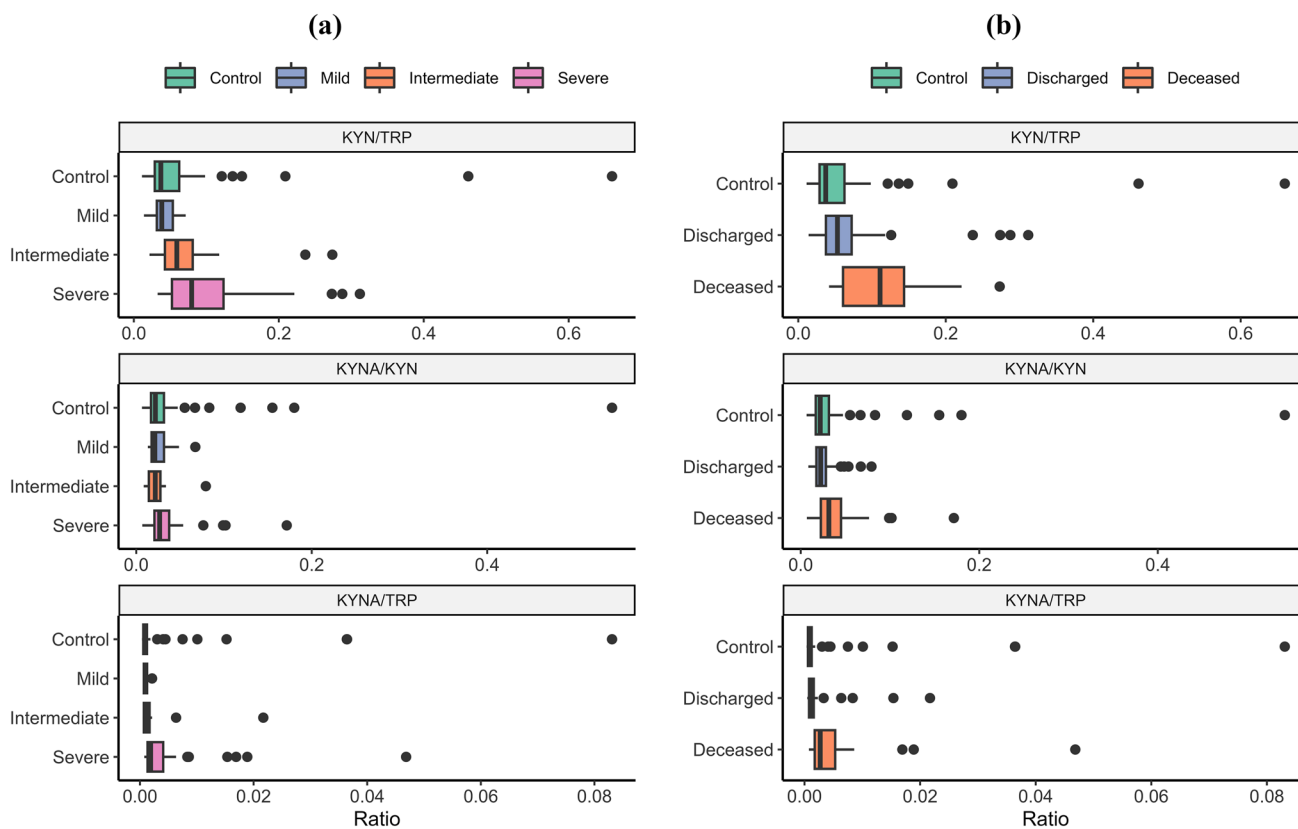 (a)
Control Mild Intermediate Severe
KYN/TRP
Control
Mild
Intermediate
Severe
0.0 0.2 0.4 0.6
KYNA/KYN
Control
Mild
Intermediate
Severe
0.0 0.2 0.4
KYNA/TRP
Control
Mild
Intermediate
Severe
0.00 0.02 0.04 0.06 0.08
Ratio
(b)
Control Discharged Deceased
KYN/TRP
Control
Discharged
Deceased
0.0 0.2 0.4 0.6
KYNA/KYN
Control
Discharged
Deceased
0.0 0.2 0.4
KYNA/TRP
Control
Discharged
Deceased
0.00 0.02 0.04 0.06 0.08
Ratio